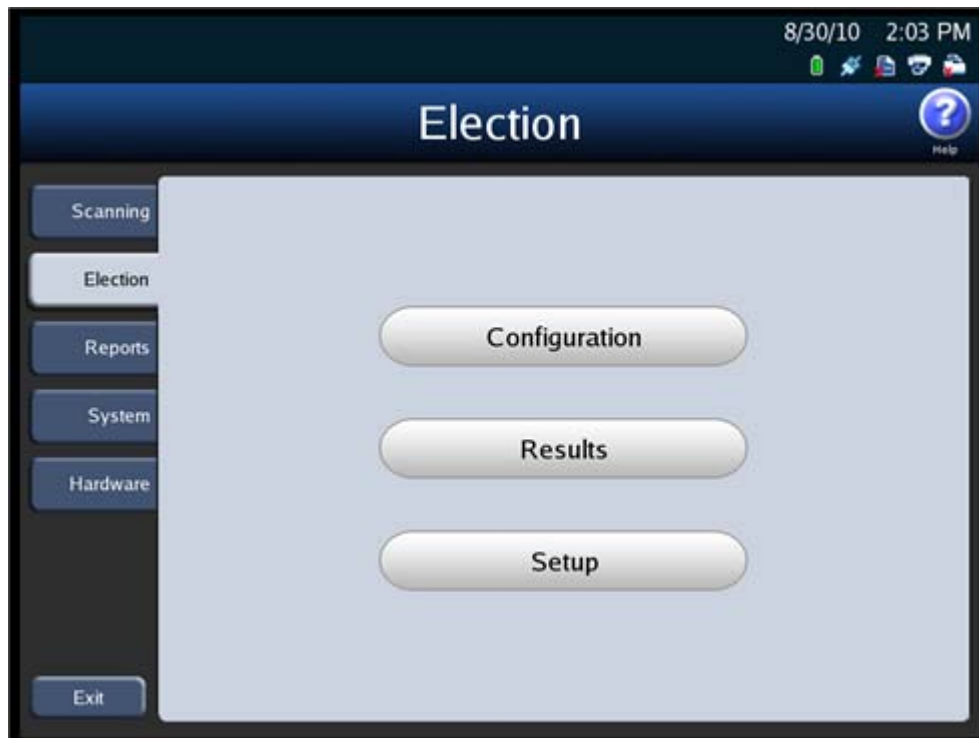 8/30/10 2:03 PM
Election
Help
Scanning
Election
Reports
System
Hardware
Configuration
Results
Setup
Exit